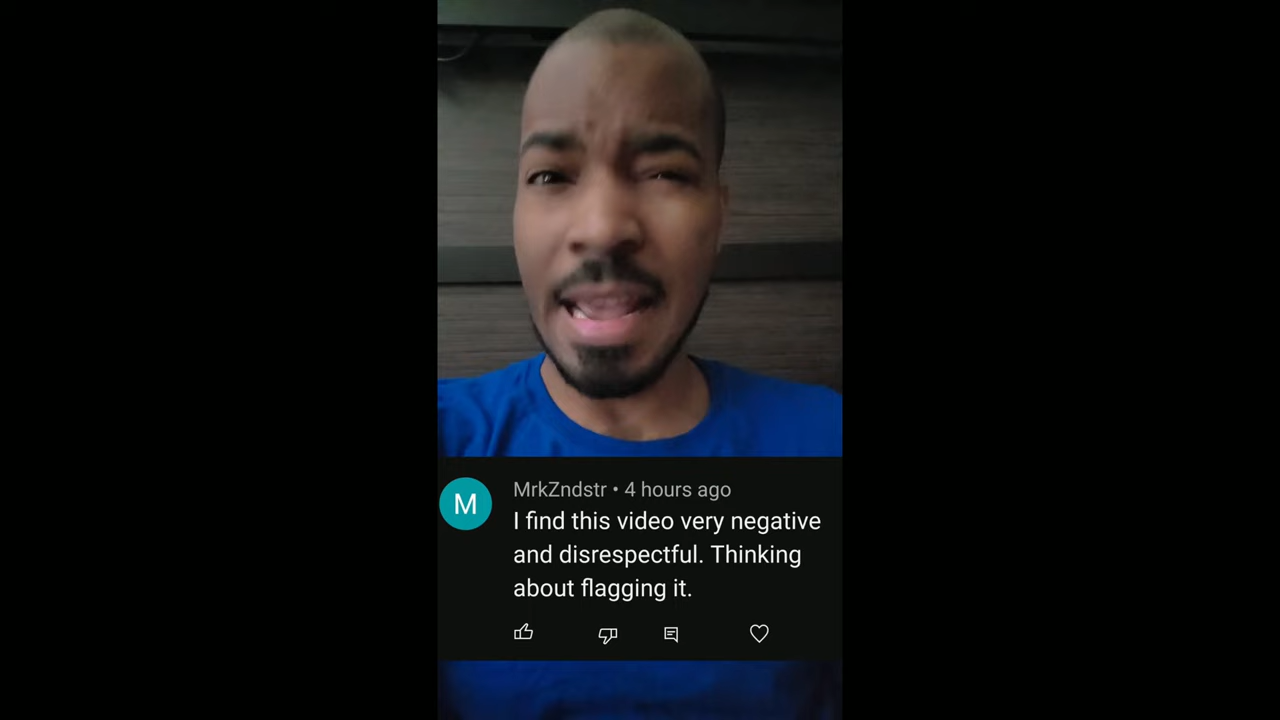 M
MrkZndstr • 4 hours ago
I find this video very negative
and disrespectful. Thinking
about flagging it.